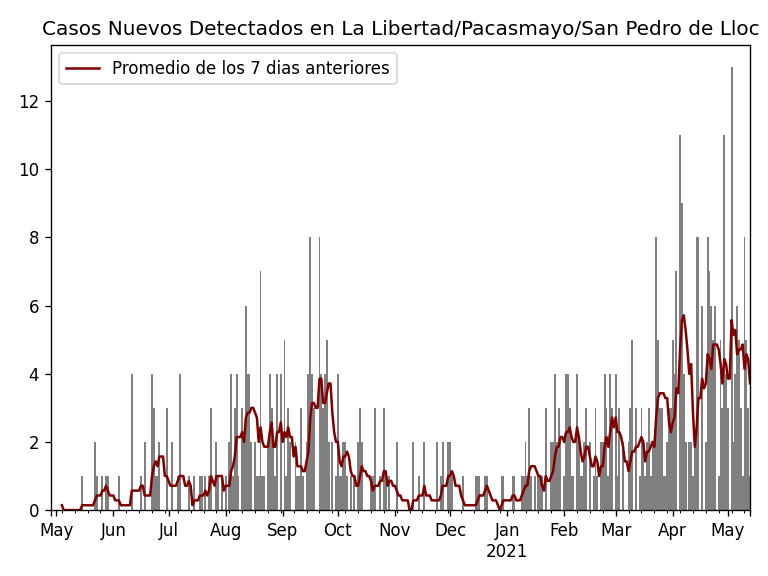 Casos Nuevos Detectados en La Libertad/Pacasmayo/San Pedro de Lloc
Promedio de los 7 dias anteriores
12
10
8
6
4
2
0
May Jun Jul Aug Sep Oct Nov Dec Jan Feb Mar Apr May
2021